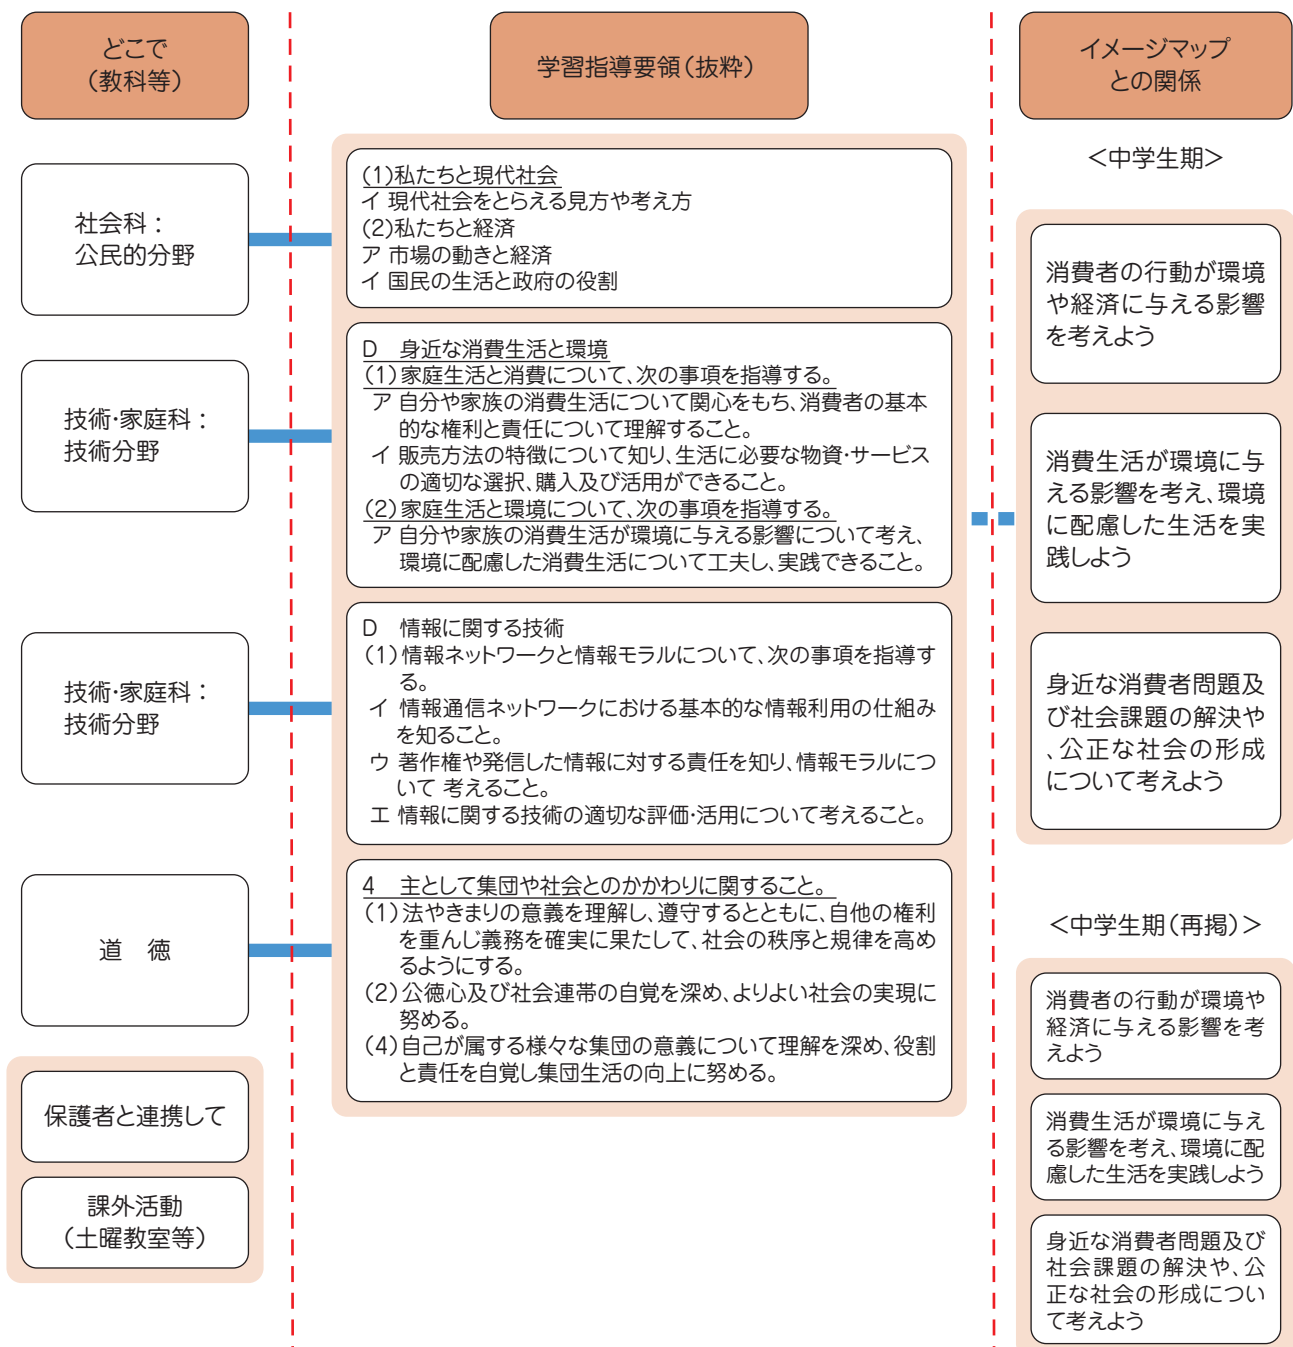 どこで
（教科等）
学習指導要領（抜粋）
イメージマップ
との関係
社会科：
公民的分野
技術・家庭科：
技術分野
技術・家庭科：
技術分野
道　徳
保護者と連携して
課外活動
（土曜教室等）
(1)私たちと現代社会
イ 現代社会をとらえる見方や考え方
(2)私たちと経済
ア 市場の動きと経済
イ 国民の生活と政府の役割
D　身近な消費生活と環境
(1)家庭生活と消費について、次の事項を指導する。
ア 自分や家族の消費生活について関心をもち、消費者の基本
的な権利と責任について理解すること。
イ 販売方法の特徴について知り、生活に必要な物資・サービス
の適切な選択、購入及び活用ができること。
(2)家庭生活と環境について、次の事項を指導する。
ア 自分や家族の消費生活が環境に与える影響について考え、
環境に配慮した消費生活について工夫し、実践できること。
D　情報に関する技術
(1)情報ネットワークと情報モラルについて、次の事項を指導す
る。
イ 情報通信ネットワークにおける基本的な情報利用の仕組み
を知ること。
ウ 著作権や発信した情報に対する責任を知り、情報モラルにつ
いて 考えること。
エ 情報に関する技術の適切な評価・活用について考えること。
4　主として集団や社会とのかかわりに関すること。
(1)法やきまりの意義を理解し、遵守するとともに、自他の権利
を重んじ義務を確実に果たして、社会の秩序と規律を高め
るようにする。
(2)公徳心及び社会連帯の自覚を深め、よりよい社会の実現に
努める。
(4)自己が属する様々な集団の意義について理解を深め、役割
と責任を自覚し集団生活の向上に努める。
＜中学生期＞
消費者の行動が環境
や経済に与える影響
を考えよう
消費生活が環境に与
える影響を考え、環境
に配慮した生活を実
践しよう
身近な消費者問題及
び社会課題の解決や
、公正な社会の形成
について考えよう
＜中学生期（再掲）＞
消費者の行動が環境や
経済に与える影響を考
えよう
消費生活が環境に与え
る影響を考え、環境に配
慮した生活を実践しよう
身近な消費者問題及び
社会課題の解決や、公
正な社会の形成につい
て考えよう